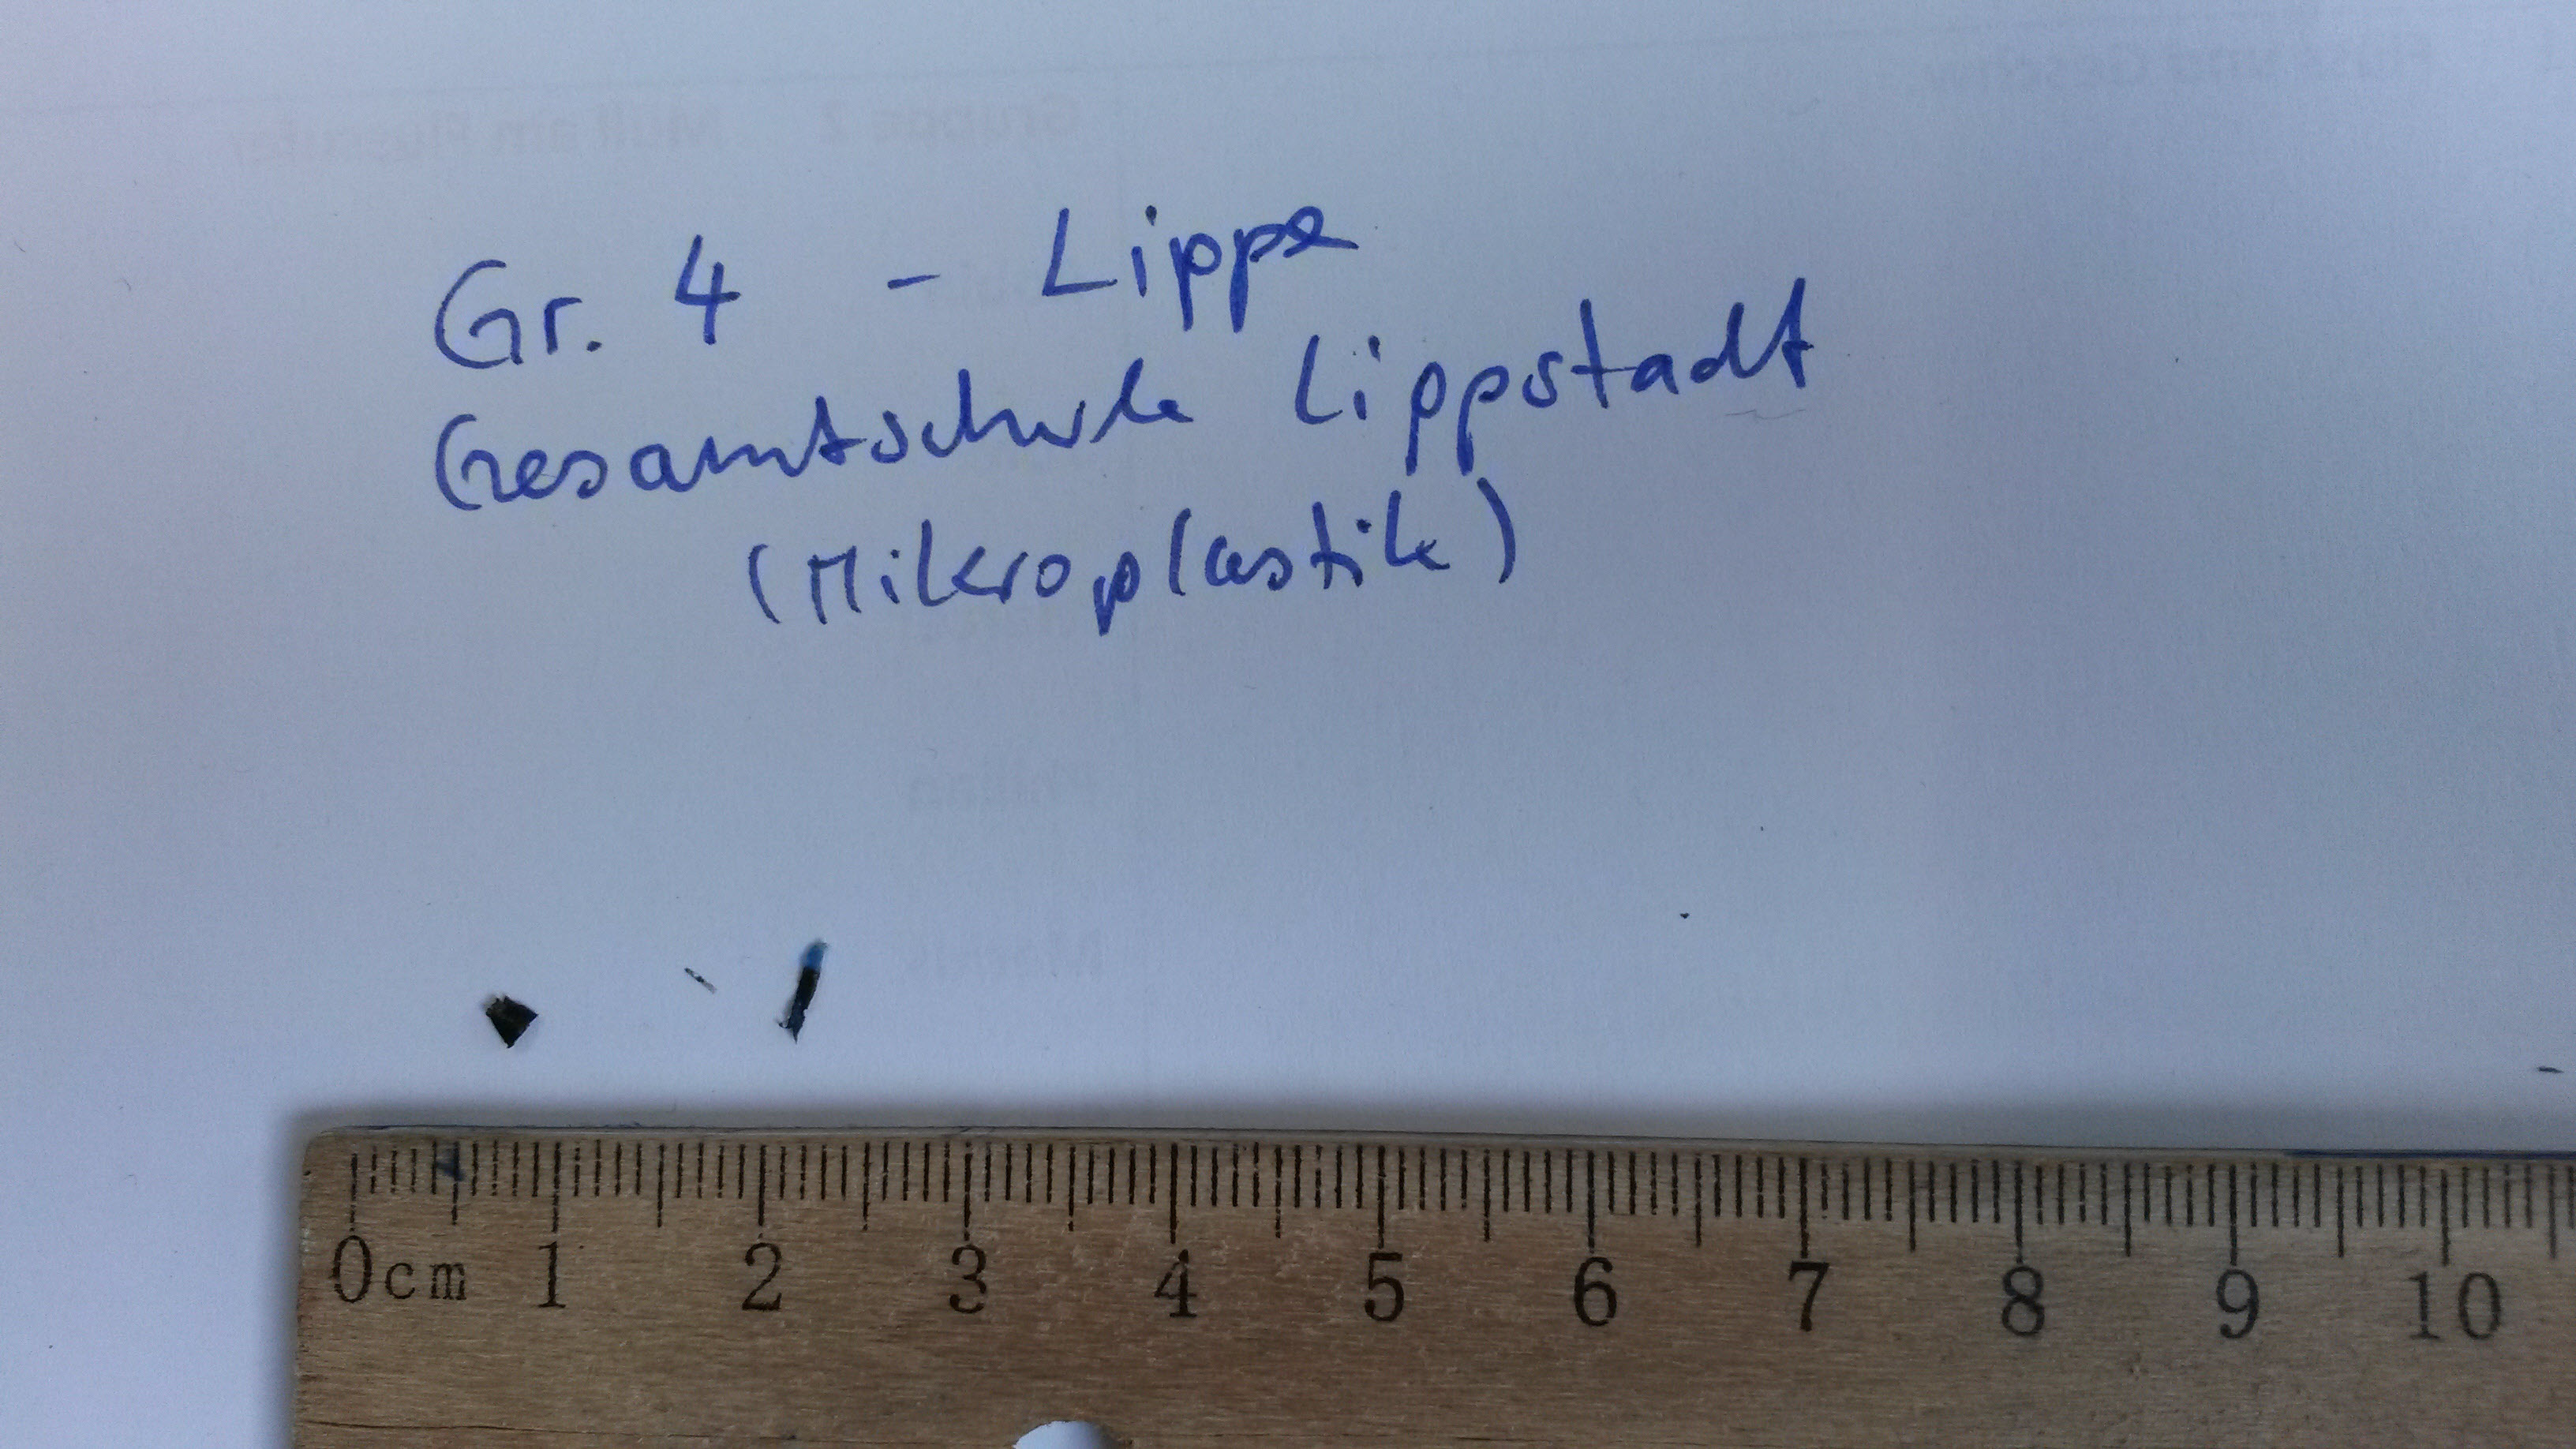 Gr. 4 - Lippe
Gesamtschule Lippstadt
(Mikroplastik)
0cm 1 2 3 4 5 6 7 8 9 10